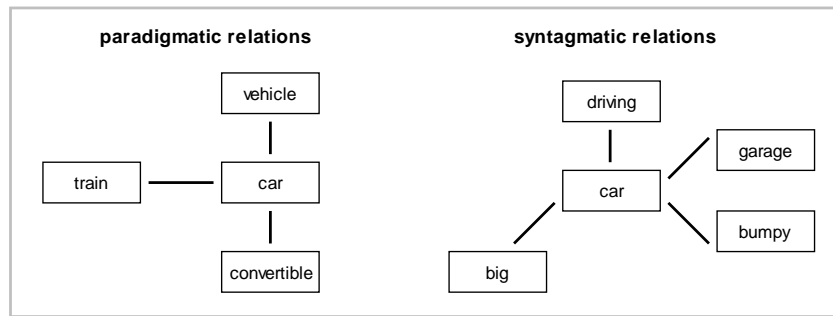 paradigmatic relations
vehicle
train
car
convertible
syntagmatic relations
driving
garage
car
bumpy
big